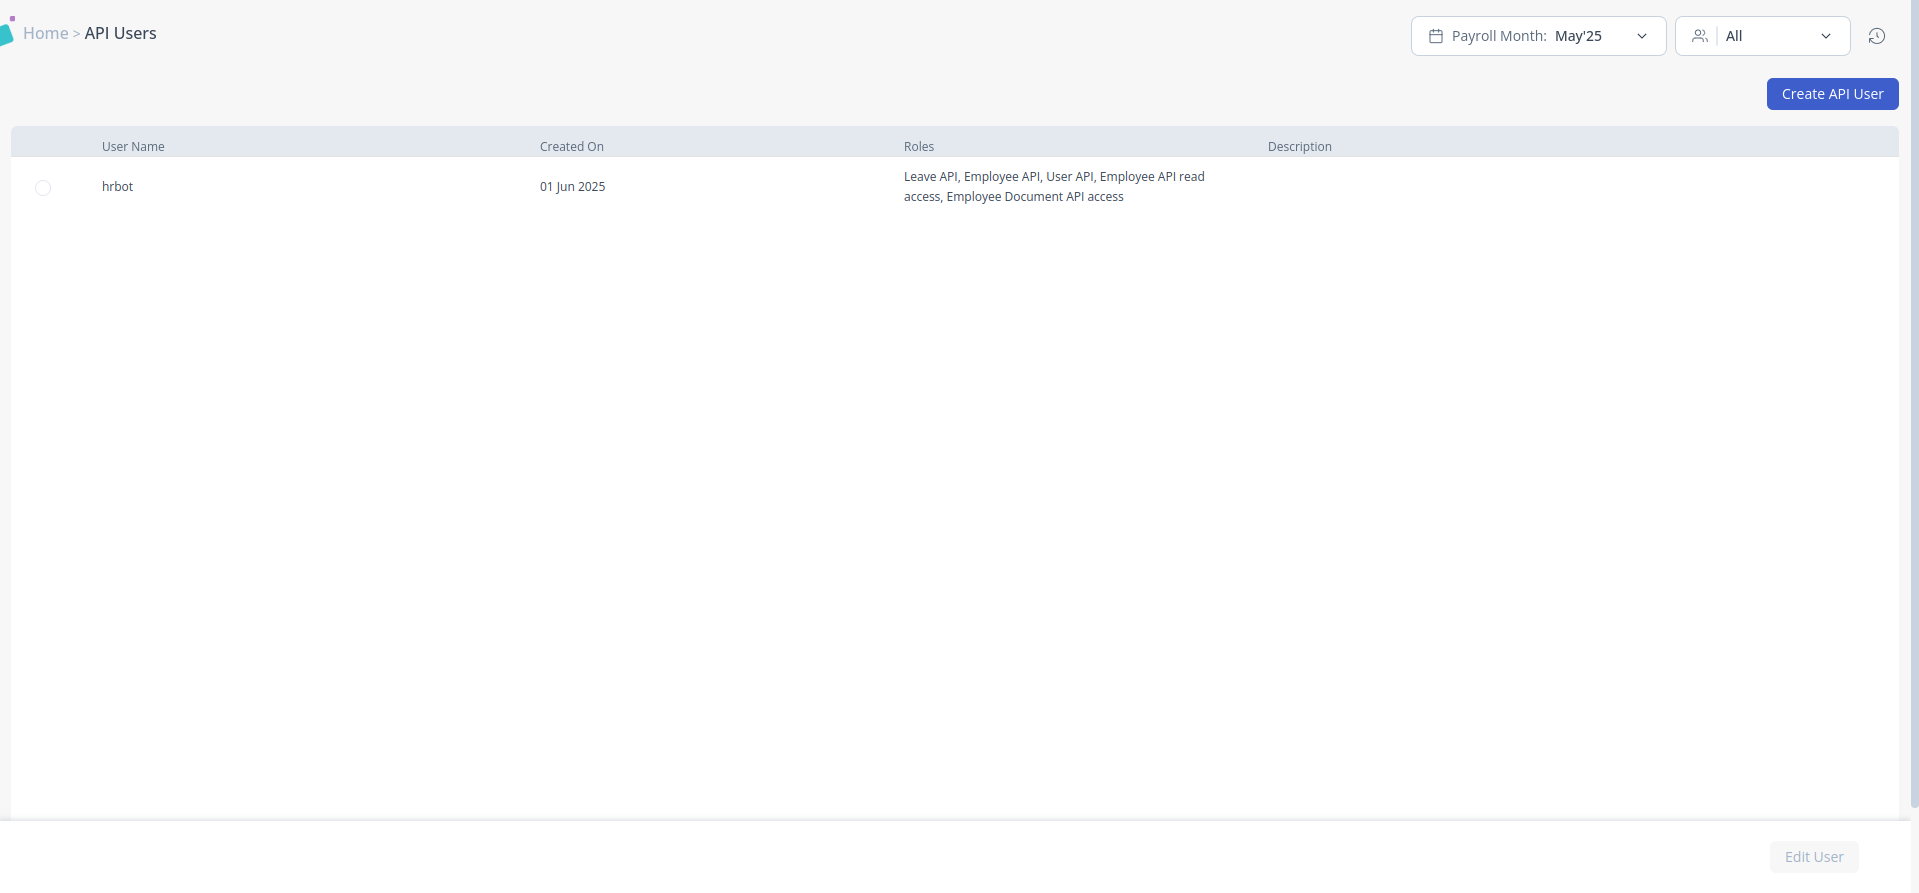 Home > API Users
Payroll Month: May'25
All
Create API User
User Name Created On Roles Description
hrbot 01 Jun 2025 Leave API, Employee API, User API, Employee API read
access, Employee Document API access
Edit User